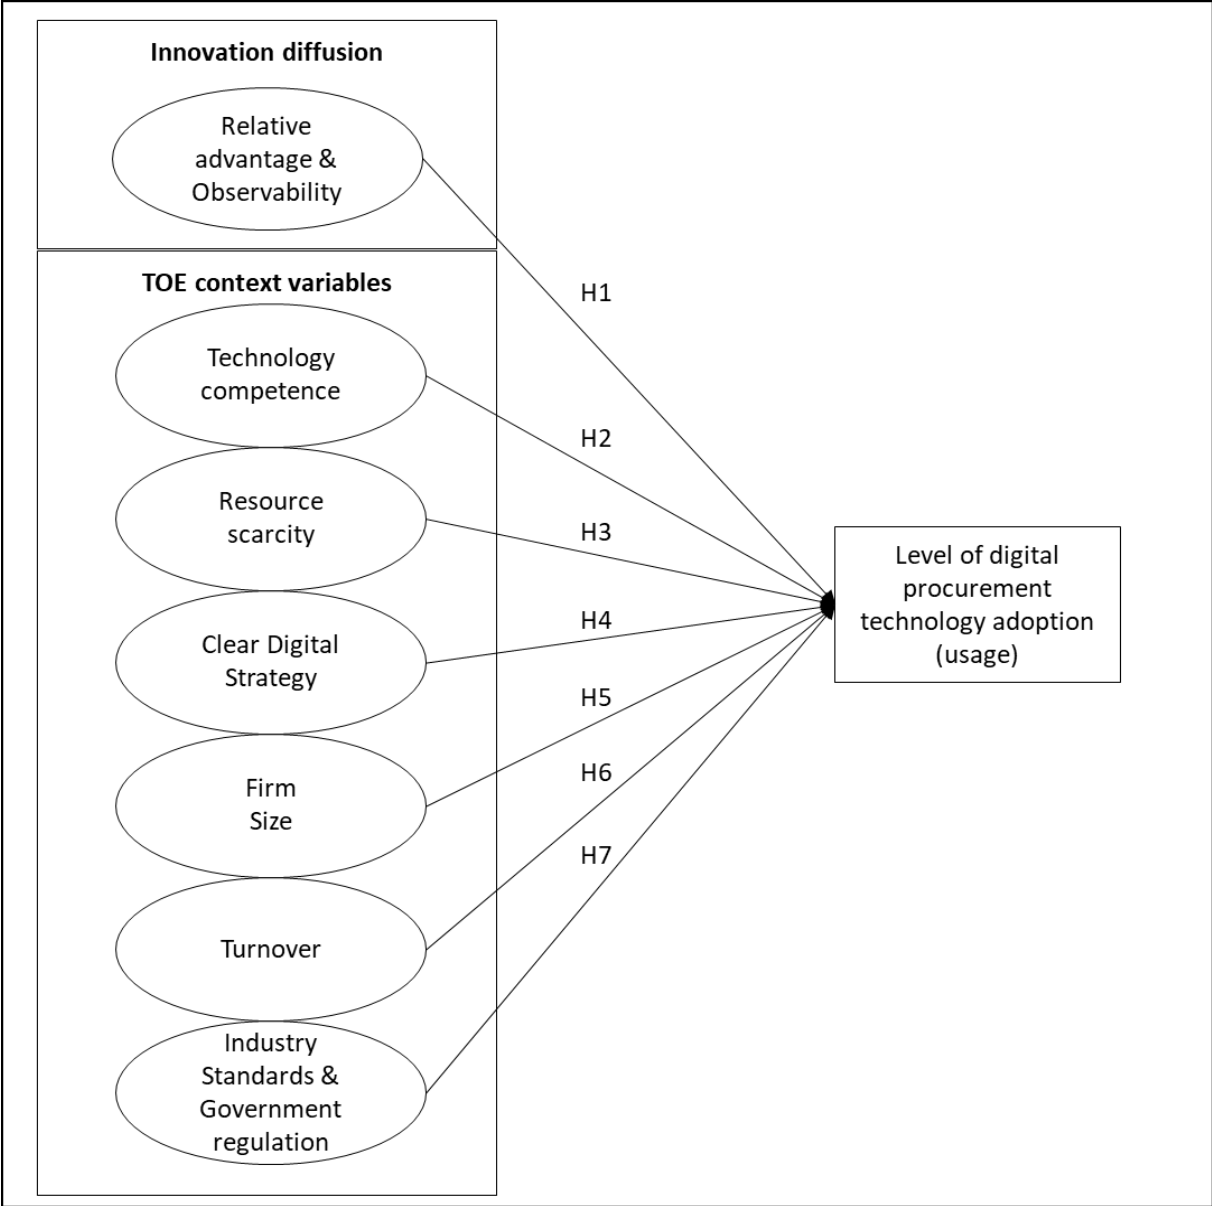 Innovation diffusion
Relative
advantage &
Observability
TOE context variables
Technology
competence
Resource
scarcity
Clear Digital
Strategy
Firm
Size
Turnover
Industry
Standards &
Government
regulation
H1
H2
H3
H4
H5
H6
H7
Level of digital
procurement
technology adoption
(usage)